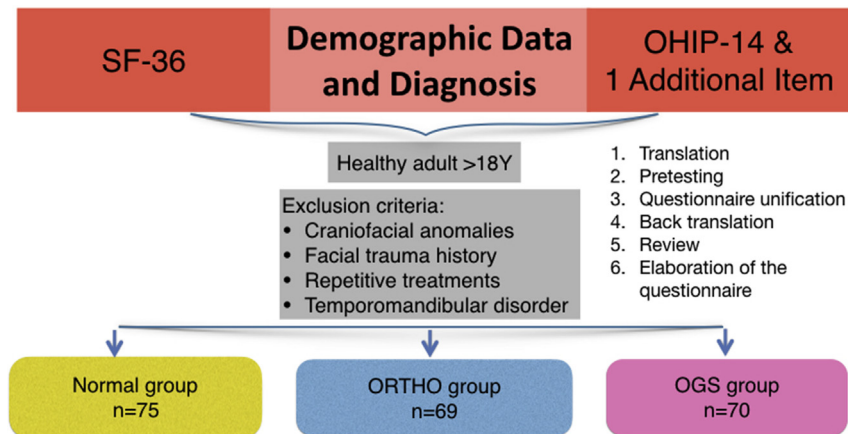 SF-36
Demographic Data
and Diagnosis
OHIP-14 &
1 Additional Item
Healthy adult >18Y
Exclusion criteria:
• Craniofacial anomalies
• Facial trauma history
• Repetitive treatments
• Temporomandibular disorder
1. Translation
2. Pretesting
3. Questionnaire unification
4. Back translation
5. Review
6. Elaboration of the
questionnaire
Normal group
n=75
ORTHO group
n=69
OGS group
n=70